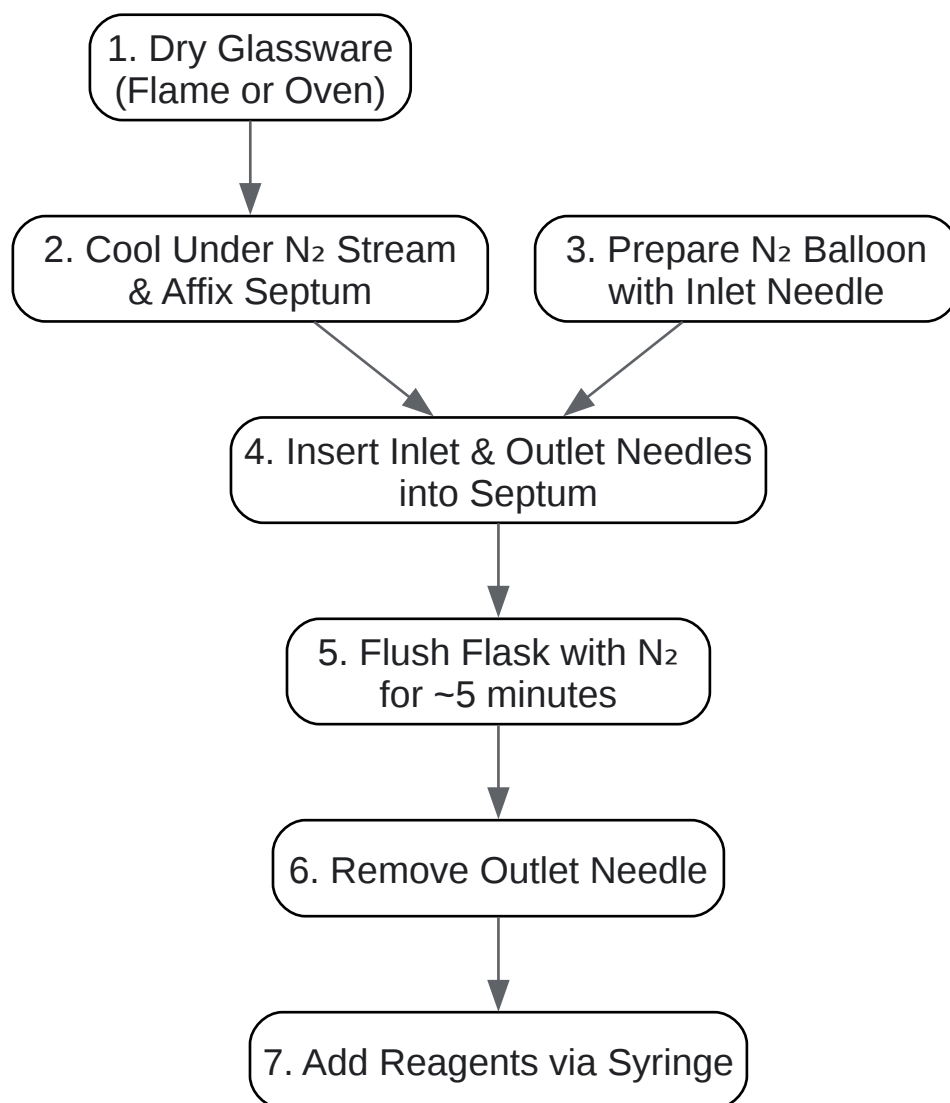 1. Dry Glassware
(Flame or Oven)
2. Cool Under N₂ Stream
& Affix Septum
3. Prepare N₂ Balloon
with Inlet Needle
4. Insert Inlet & Outlet Needles
into Septum
5. Flush Flask with N₂
for ~5 minutes
6. Remove Outlet Needle
7. Add Reagents via Syringe